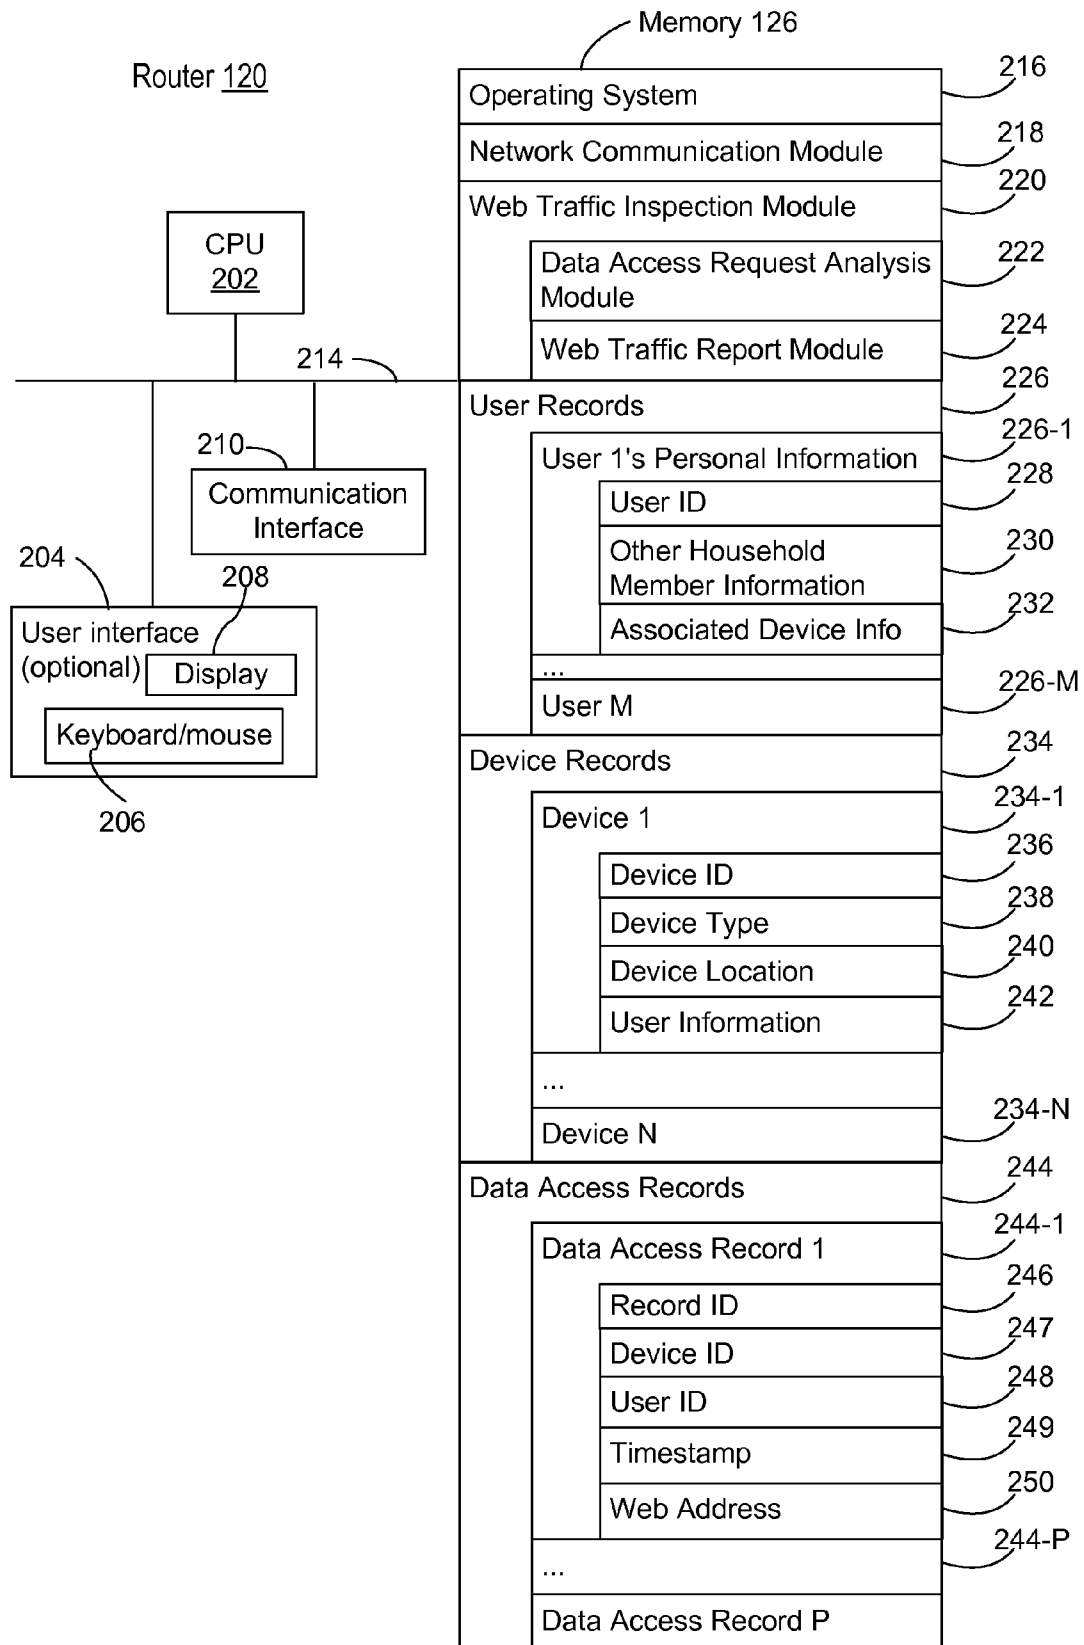 Memory 126
Router 120
Operating System
216
Network Communication Module
218
Web Traffic Inspection Module
220
Data Access Request Analysis
Module
222
Web Traffic Report Module
224
CPU
202
214
210
Communication
Interface
204
208
User interface
(optional)
Display
Keyboard/mouse
206
User Records
226
User 1's Personal Information
226-1
User ID
228
Other Household
Member Information
230
Associated Device Info
232
...
User M
226-M
Device Records
234
Device 1
234-1
Device ID
236
Device Type
238
Device Location
240
User Information
242
...
Device N
234-N
Data Access Records
244
Data Access Record 1
244-1
Record ID
246
Device ID
247
User ID
248
Timestamp
249
Web Address
250
...
244-P
Data Access Record P